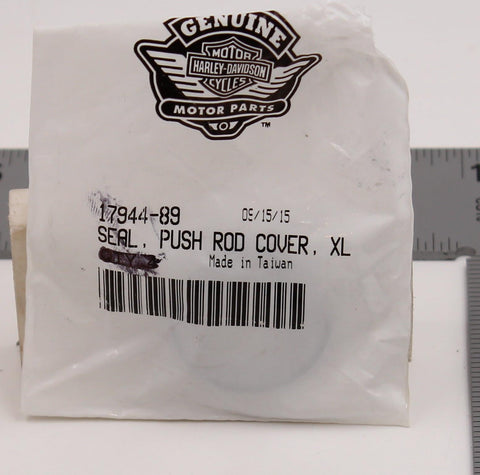 GENUINE
MOTOR
HARLEY-DAVIDSON
CYCLES
MOTOR PARTS
TM
17944-89 09/15/15
SEAL, PUSH ROD COVER, XL
Made in Taiwan